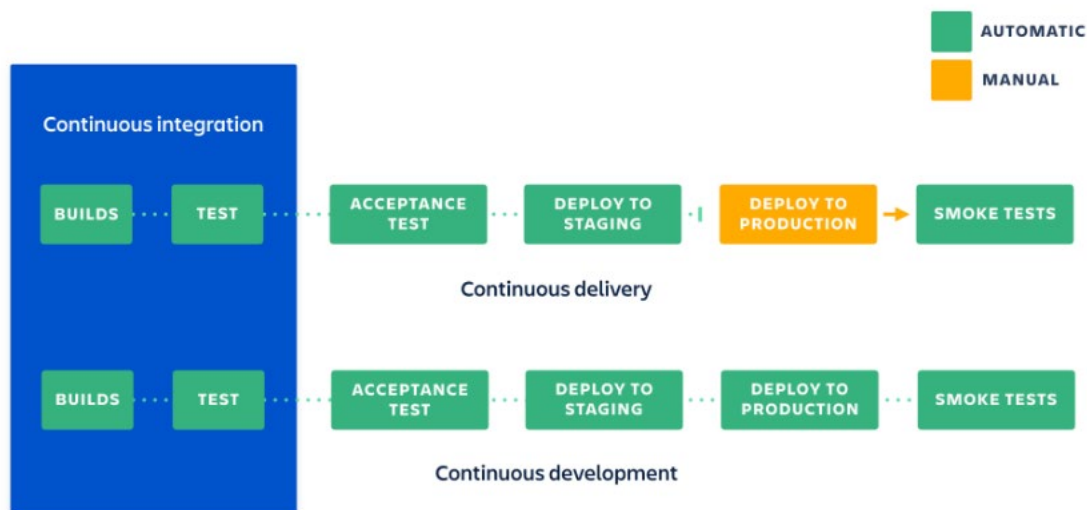 AUTOMATIC
MANUAL
Continuous integration
BUILDS
TEST
ACCEPTANCE
TEST
DEPLOY TO
STAGING
DEPLOY TO
PRODUCTION
SMOKE TESTS
Continuous delivery
BUILDS
TEST
ACCEPTANCE
TEST
DEPLOY TO
STAGING
DEPLOY TO
PRODUCTION
SMOKE TESTS
Continuous development